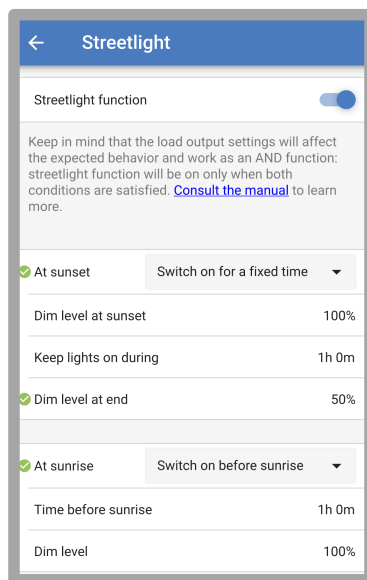 Streetlight
Streetlight function
Keep in mind that the load output settings will affect
the expected behavior and work as an AND function:
streetlight function will be on only when both
conditions are satisfied. Consult the manual to learn
more.
At sunset Switch on for a fixed time
Dim level at sunset 100%
Keep lights on during 1h 0m
Dim level at end 50%
At sunrise Switch on before sunrise
Time before sunrise 1h 0m
Dim level 100%